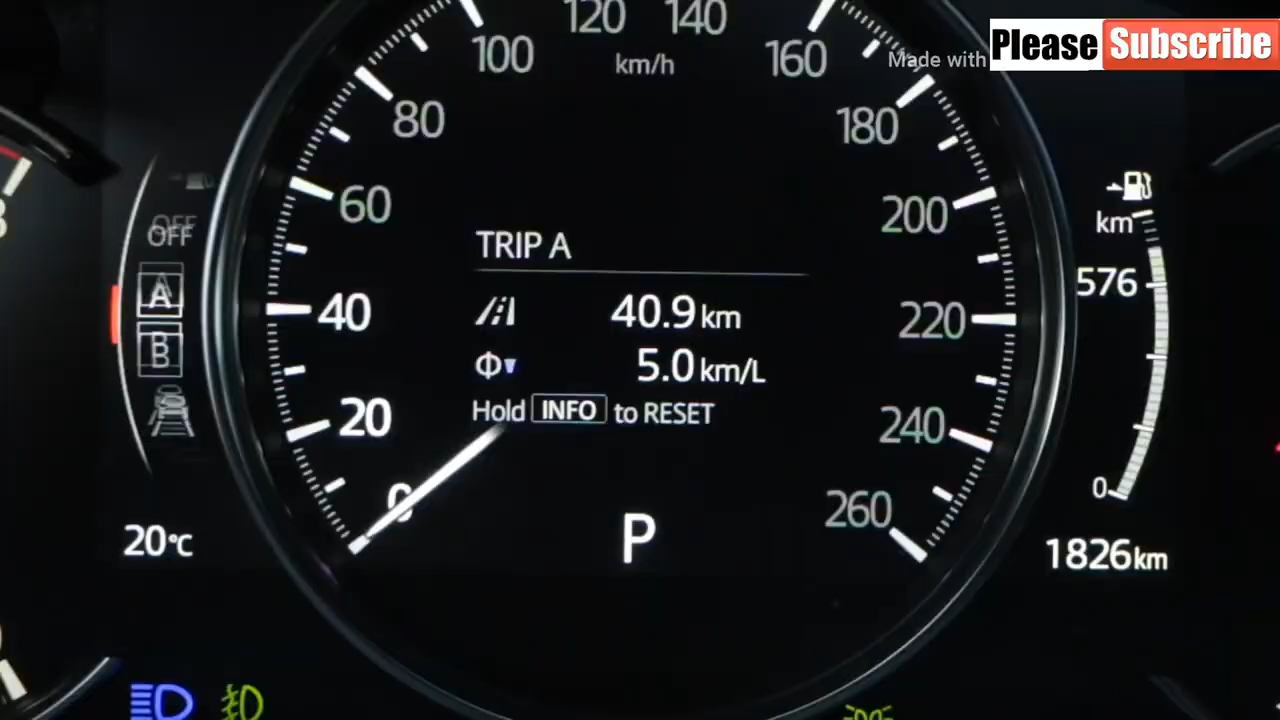 120 140
100 km/h 160
Made with Please Subscribe
80 180
60 200
km
OFF
TRIP A
576
A
40 40.9 km 220
B
5.0 km/L
Hold INFO to RESET
20 240
0
0
260
P
20℃
1826km